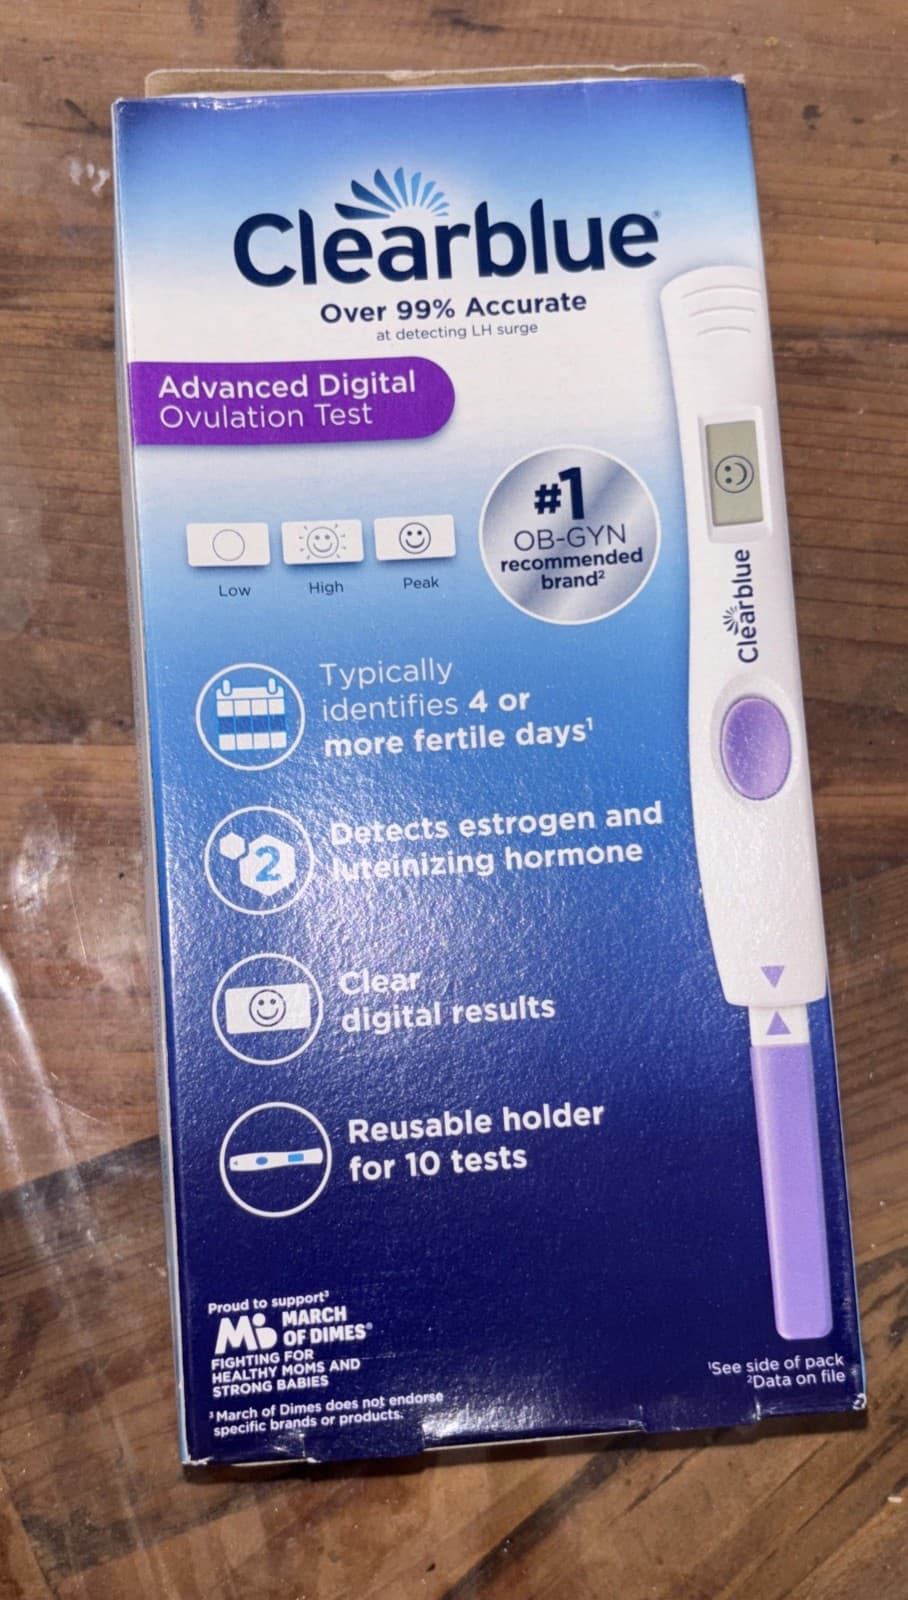 Clearblue®
Over 99% Accurate
at detecting LH surge
Advanced Digital
Ovulation Test
#1
OB-GYN
recommended
brand²
Low
High
Peak
Clearblue
Typically
identifies 4 or
more fertile days¹
2
Detects estrogen and
luteinizing hormone
Clear
digital results
Reusable holder
for 10 tests
Proud to support³
MARCH
OF DIMES®
FIGHTING FOR
HEALTHY MOMS AND
STRONG BABIES
³March of Dimes does not endorse
specific brands or products.
¹See side of pack
²Data on file